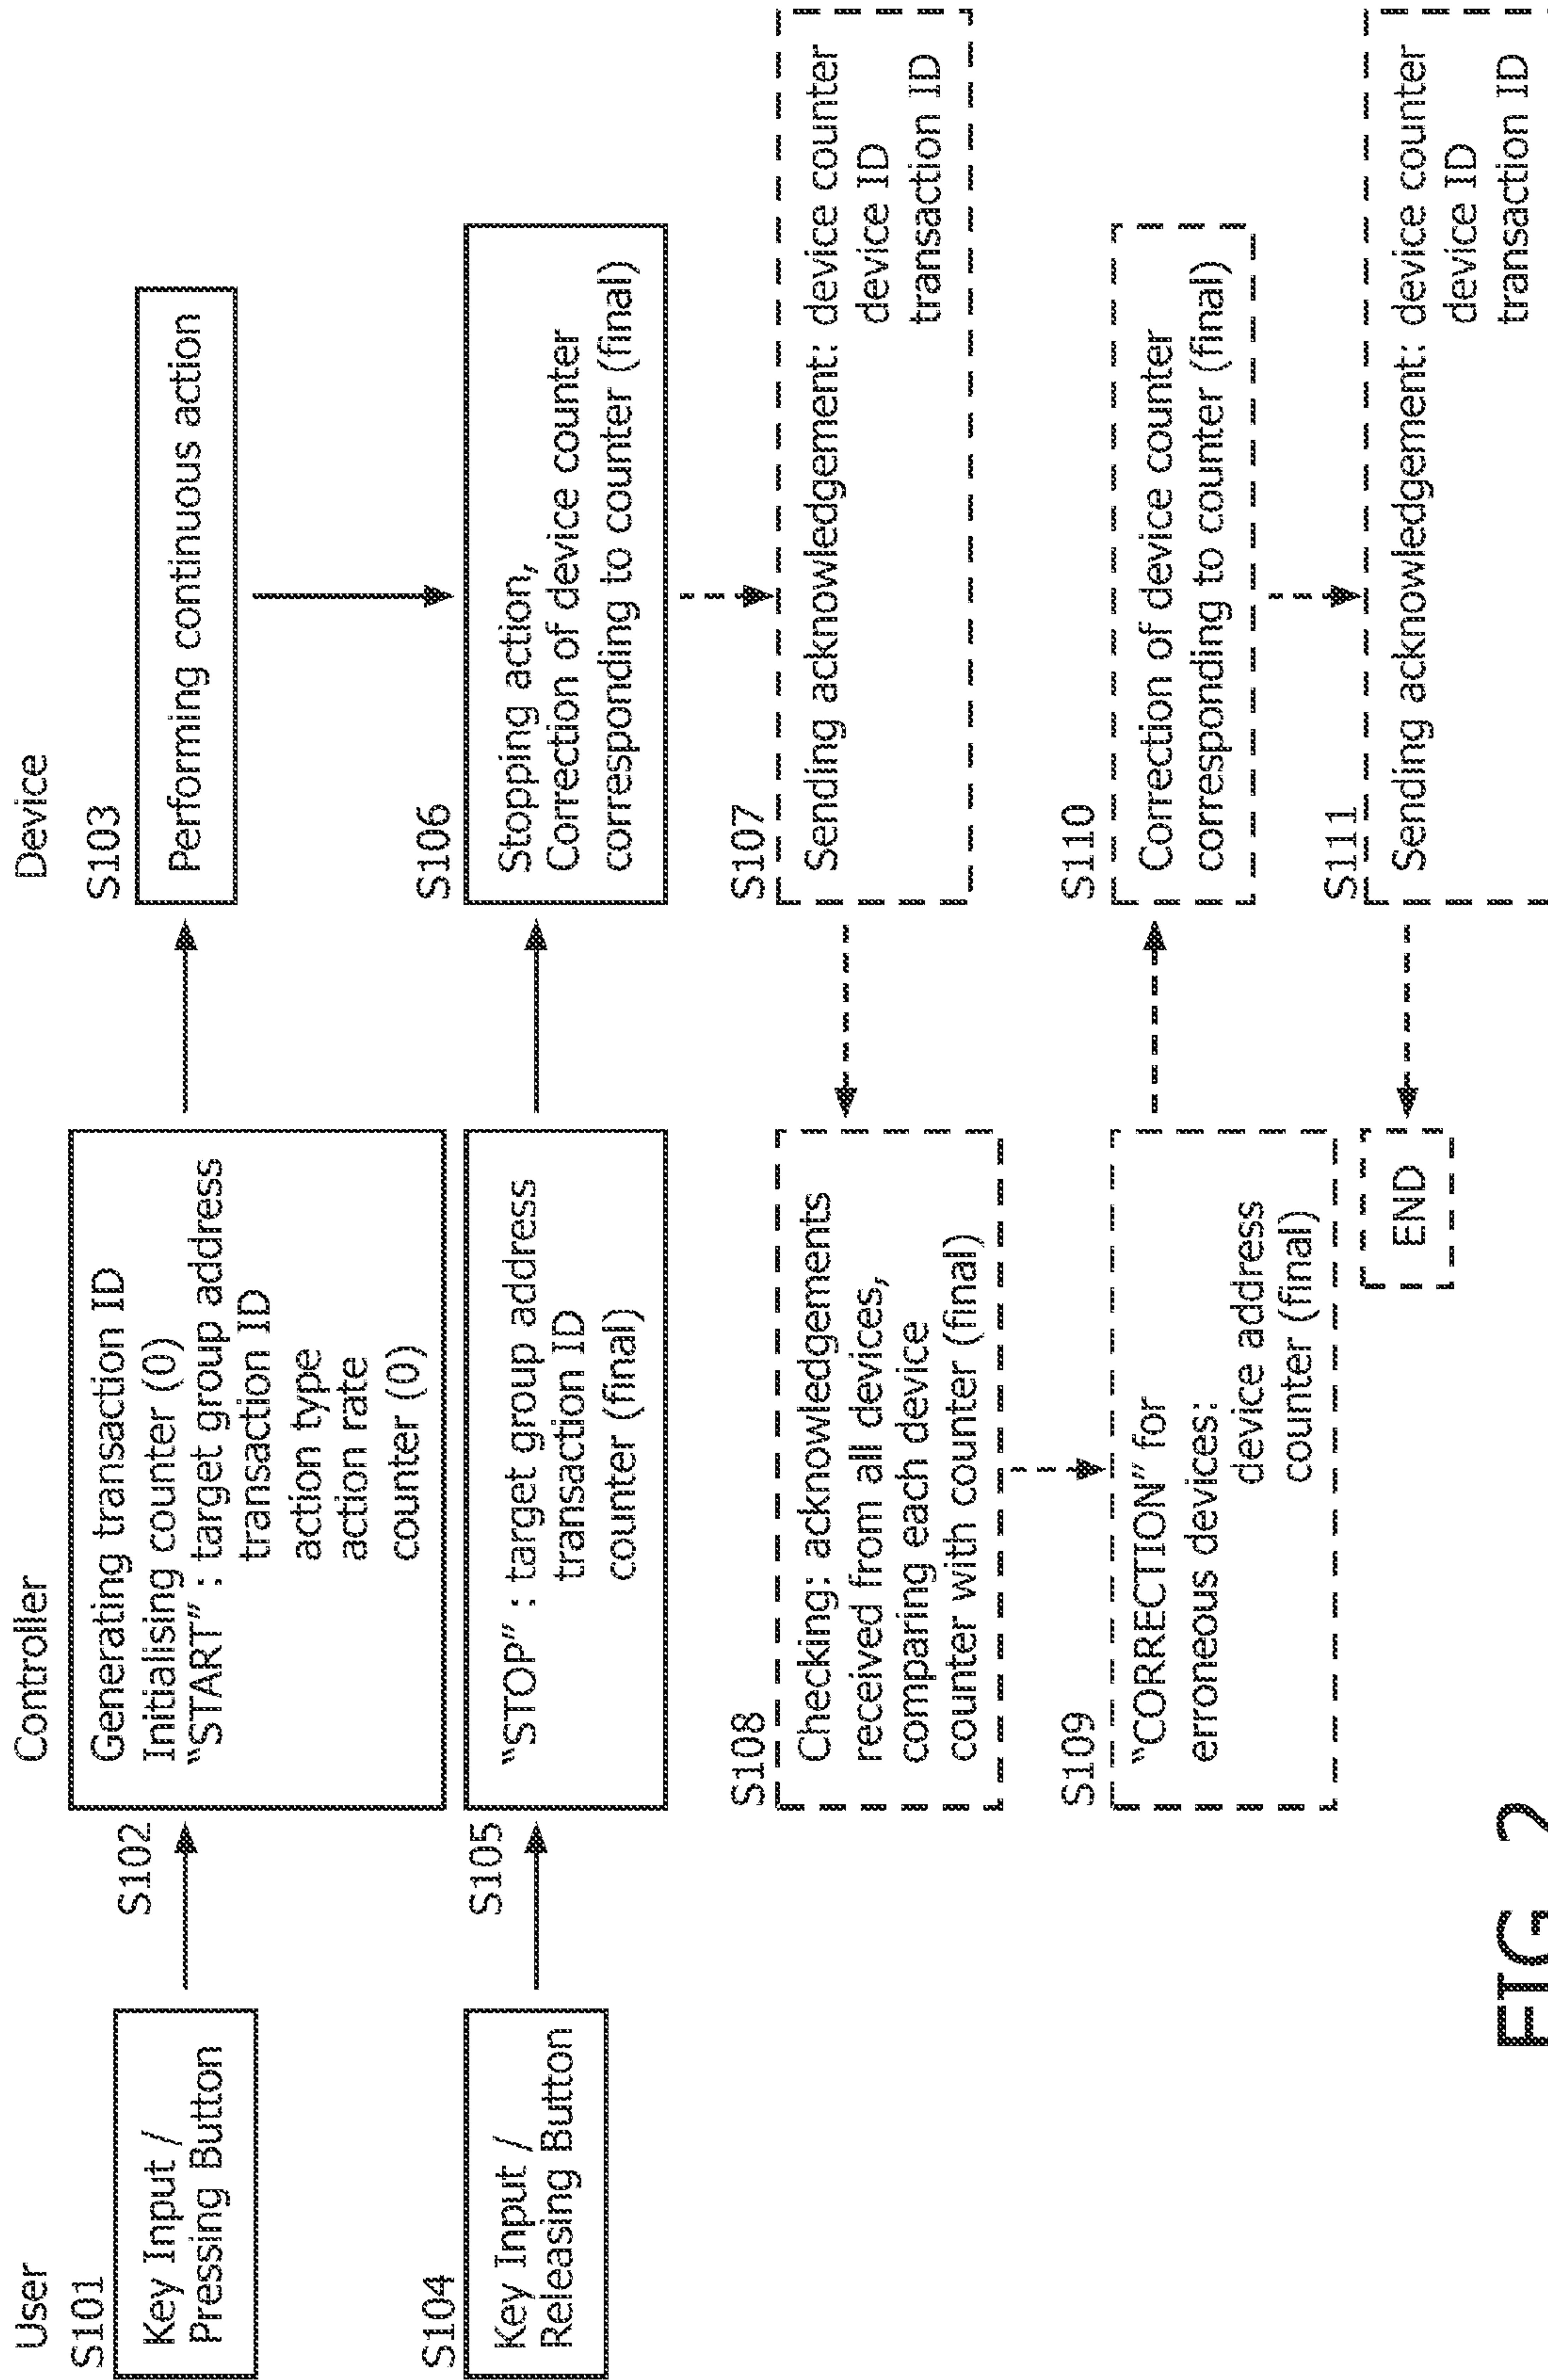 User
Controller
Device
S101
Key Input /
Pressing Button
S102
Generating transaction ID
Initialising counter (0)
“START” : target group address
transaction ID
action type
action rate
counter (0)
S103
Performing continuous action
S104
Key Input /
Releasing Button
S105
“STOP” : target group address
transaction ID
counter (final)
S106
Stopping action,
Correction of device counter
corresponding to counter (final)
S107
Sending acknowledgement: device counter
device ID
transaction ID
S108
Checking: acknowledgements
received from all devices,
comparing each device
counter with counter (final)
S109
“CORRECTION” for
erroneous devices:
device address
counter (final)
S110
Correction of device counter
corresponding to counter (final)
S111
Sending acknowledgement: device counter
device ID
transaction ID
END
FIG 2